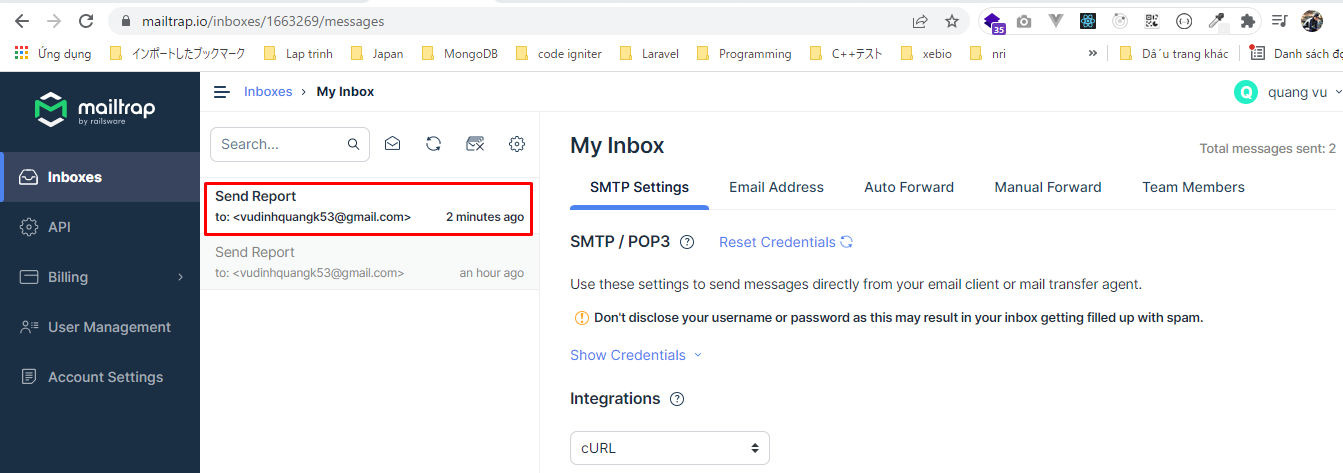 mailtrap.io/inboxes/1663269/messages
35
Ứng dụng インポートしたブックマーク Lap trinh Japan MongoDB code igniter Laravel Programming C++テスト xebio nri » Dấu trang khác Danh sách đọ
mailtrap
by railsware
Inboxes
API
Billing
User Management
Account Settings
Inboxes > My Inbox
Q quang vu
Search...
Send Report
to: <vudinhquangk53@gmail.com> 2 minutes ago
Send Report
to: <vudinhquangk53@gmail.com> an hour ago
My Inbox
Total messages sent: 2
SMTP Settings Email Address Auto Forward Manual Forward Team Members
SMTP / POP3 ? Reset Credentials
Use these settings to send messages directly from your email client or mail transfer agent.
Don't disclose your username or password as this may result in your inbox getting filled up with spam.
Show Credentials
Integrations ?
cURL